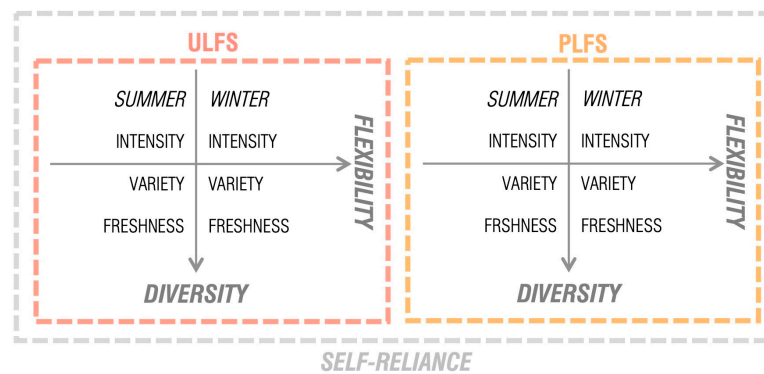 ULFS
SUMMER WINTER
INTENSITY INTENSITY
VARIETY VARIETY
FRESHNESS FRESHNESS
FLEXIBILITY
DIVERSITY
PLFS
SUMMER WINTER
INTENSITY INTENSITY
VARIETY VARIETY
FRSHNESS FRESHNESS
FLEXIBILITY
DIVERSITY
SELF-RELIANCE